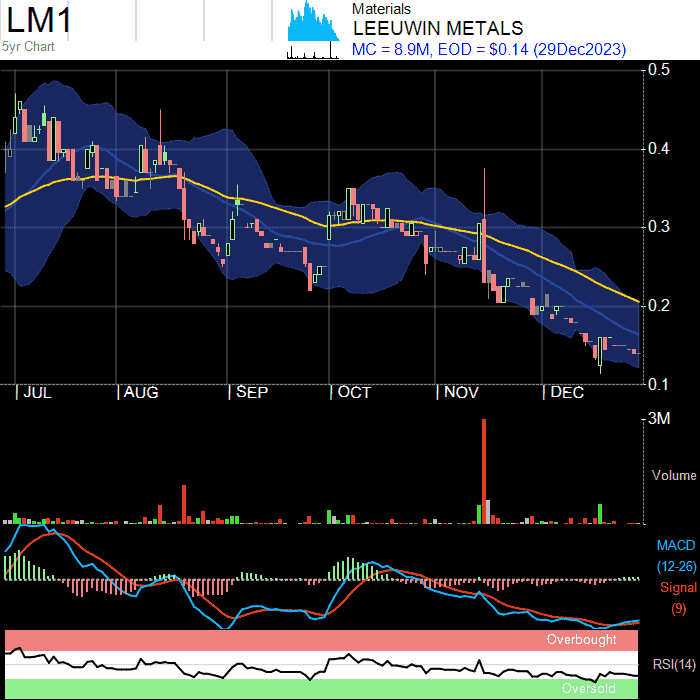 LM1
5yr Chart
Materials
LEEUWIN METALS
MC = 8.9M, EOD = $0.14 (29Dec2023)
0.5
0.4
0.3
0.2
0.1
JUL AUG SEP OCT NOV DEC
3M
Volume
MACD
(12-26)
Signal
(9)
Overbought
RSI(14)
Oversold